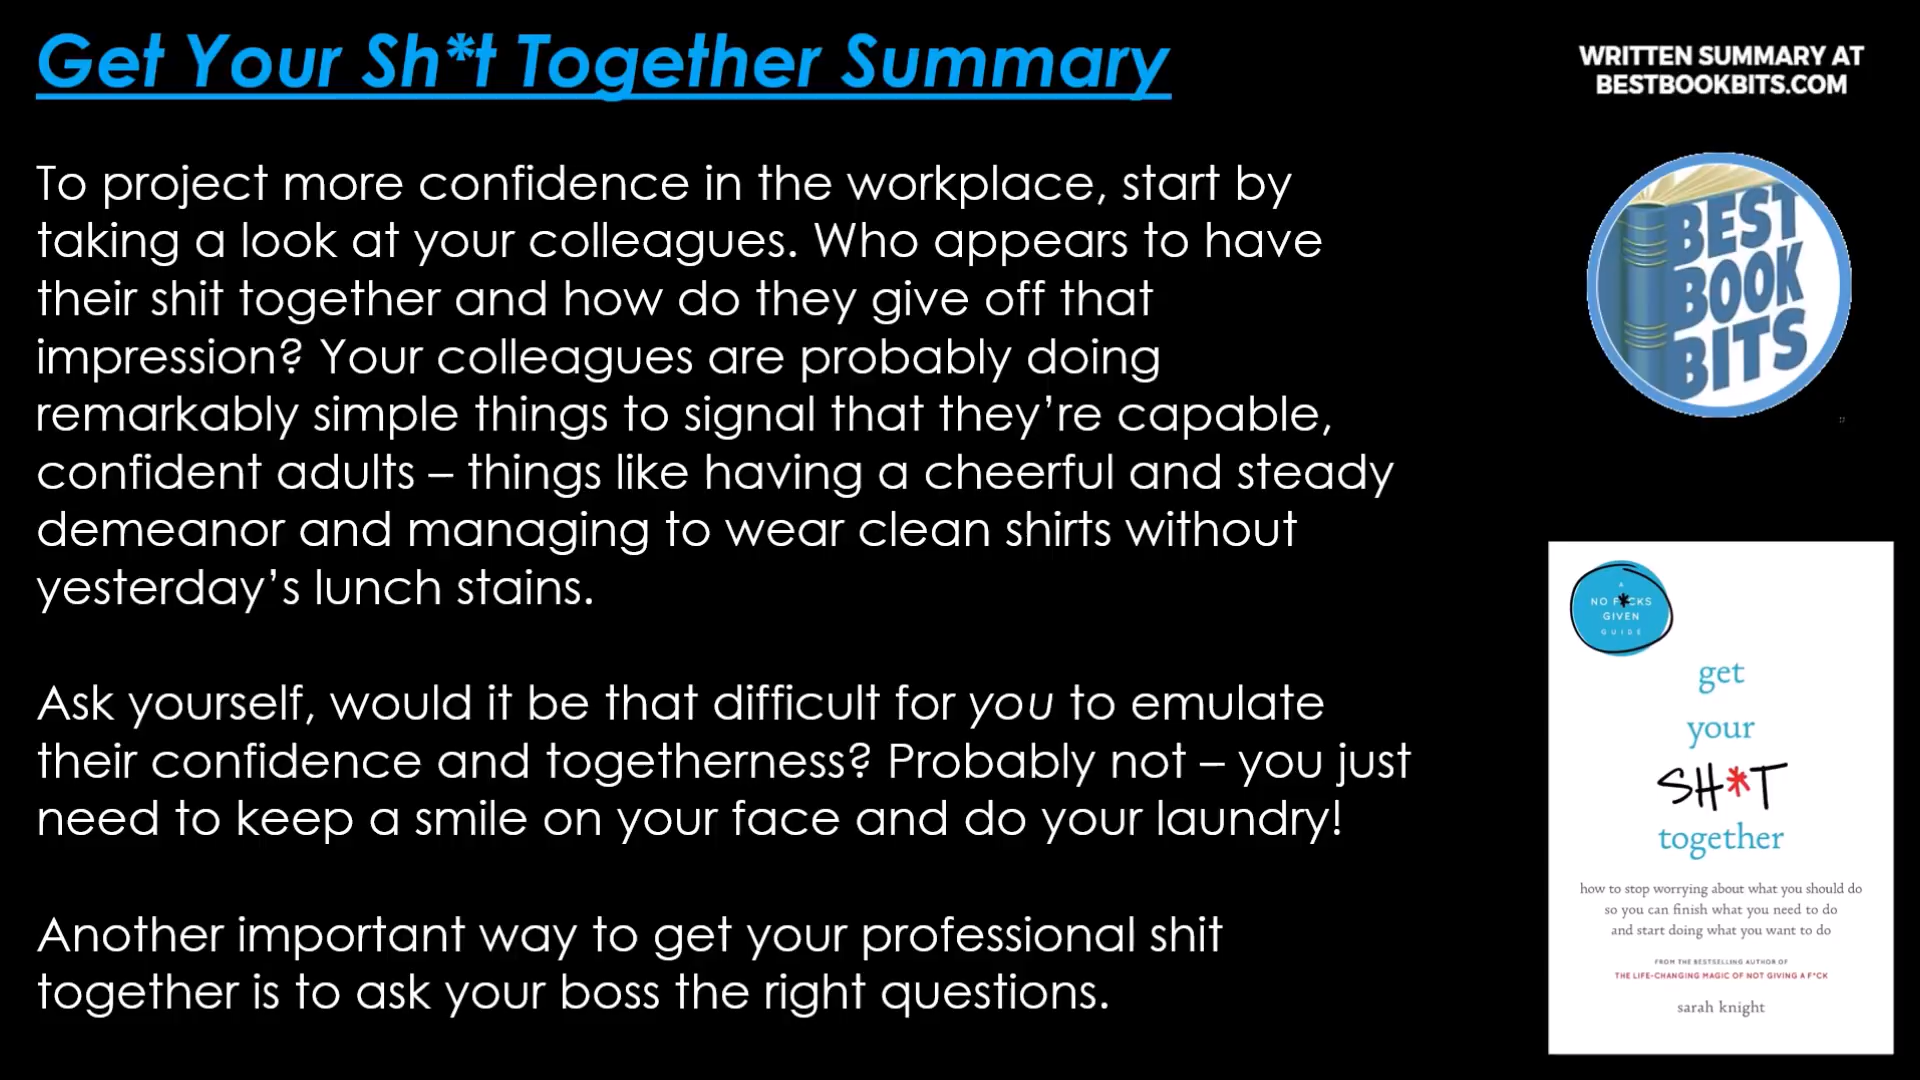 Get Your Sh*t Together Summary
WRITTEN SUMMARY AT
BESTBOOKBITS.COM
To project more confidence in the workplace, start by
taking a look at your colleagues. Who appears to have
their shit together and how do they give off that
impression? Your colleagues are probably doing
remarkably simple things to signal that they’re capable,
confident adults – things like having a cheerful and steady
demeanor and managing to wear clean shirts without
yesterday’s lunch stains.
Ask yourself, would it be that difficult for you to emulate
their confidence and togetherness? Probably not – you just
need to keep a smile on your face and do your laundry!
Another important way to get your professional shit
together is to ask your boss the right questions.
BEST
BOOK
BITS
A
NO F*CKS
GIVEN
GUIDE
get
your
SH*T
together
how to stop worrying about what you should do
so you can finish what you need to do
and start doing what you want to do
FROM THE BESTSELLING AUTHOR OF
THE LIFE-CHANGING MAGIC OF NOT GIVING A F*CK
sarah knight